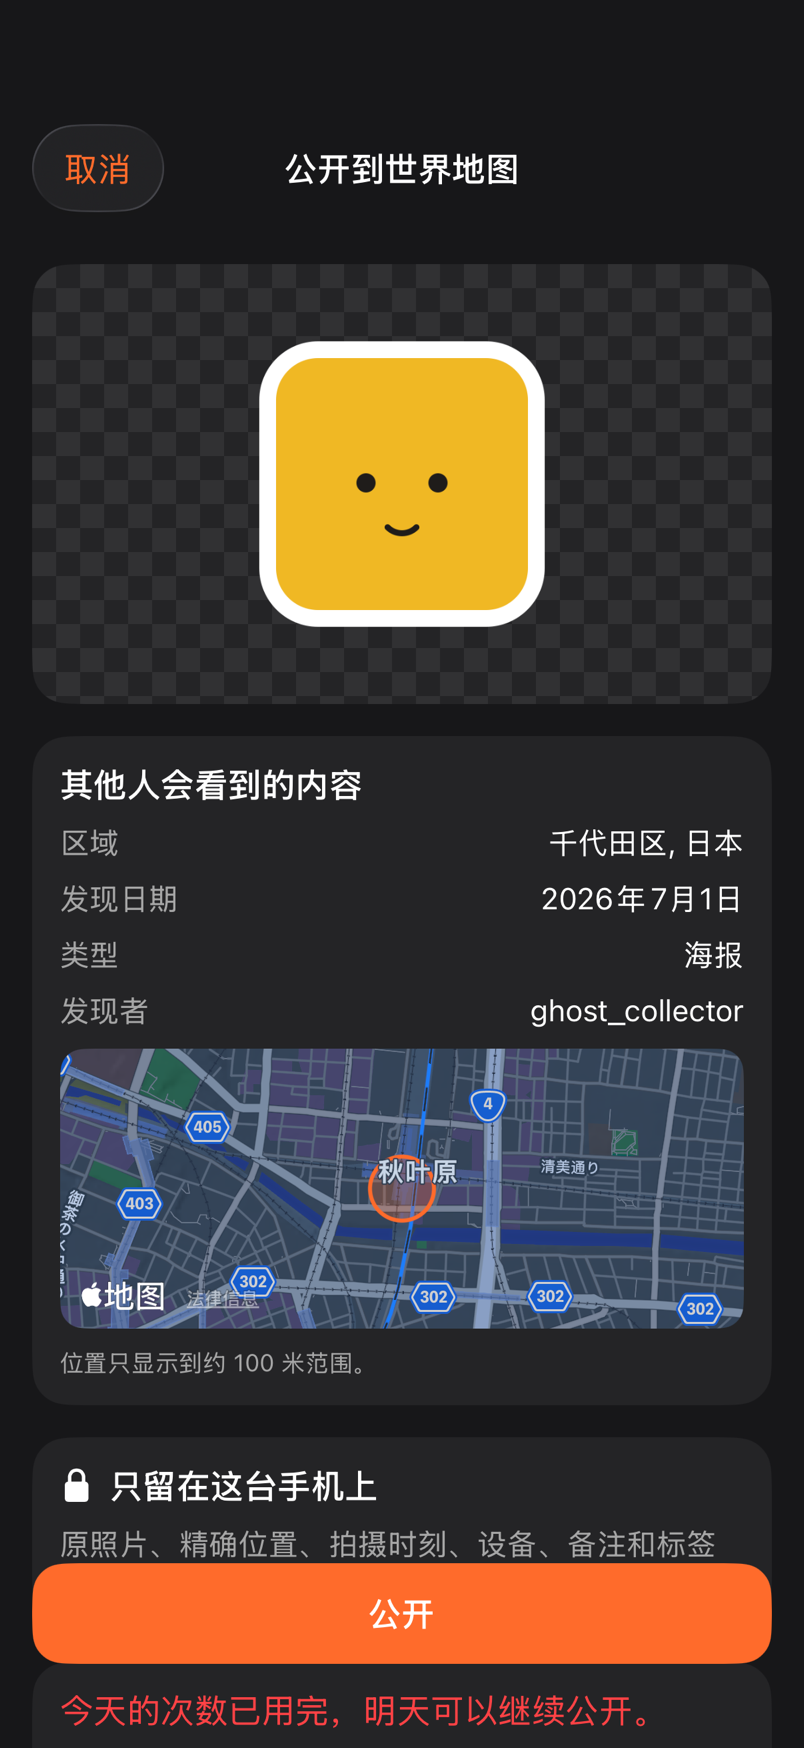 取消
公开到世界地图
其他人会看到的内容
区域
千代田区, 日本
发现日期
2026年7月1日
类型
海报
发现者
ghost_collector
4
405
秋叶原
清美通り
403
302
地图
法律信息
302
302
302
位置只显示到约 100 米范围。
只留在这台手机上
原照片、精确位置、拍摄时刻、设备、备注和标签
公开
今天的次数已用完，明天可以继续公开。